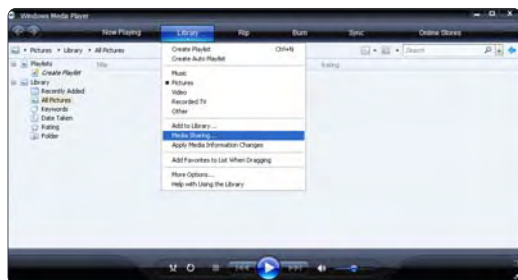 Windows Media Player
Now Playing Library Rip Burn Sync Online Stores
Pictures Library All Pictures Search
Playlists
Create Playlist
Library
Recently Added
All Pictures
Keywords
Date Taken
Rating
Folder
Title Rating
Create Playlist Ctrl+N
Create Auto Playlist
Music
Pictures
Video
Recorded TV
Other
Add to Library...
Media Sharing...
Apply Media Information Changes
Add Favorites to List When Dragging
More Options...
Help with Using the Library